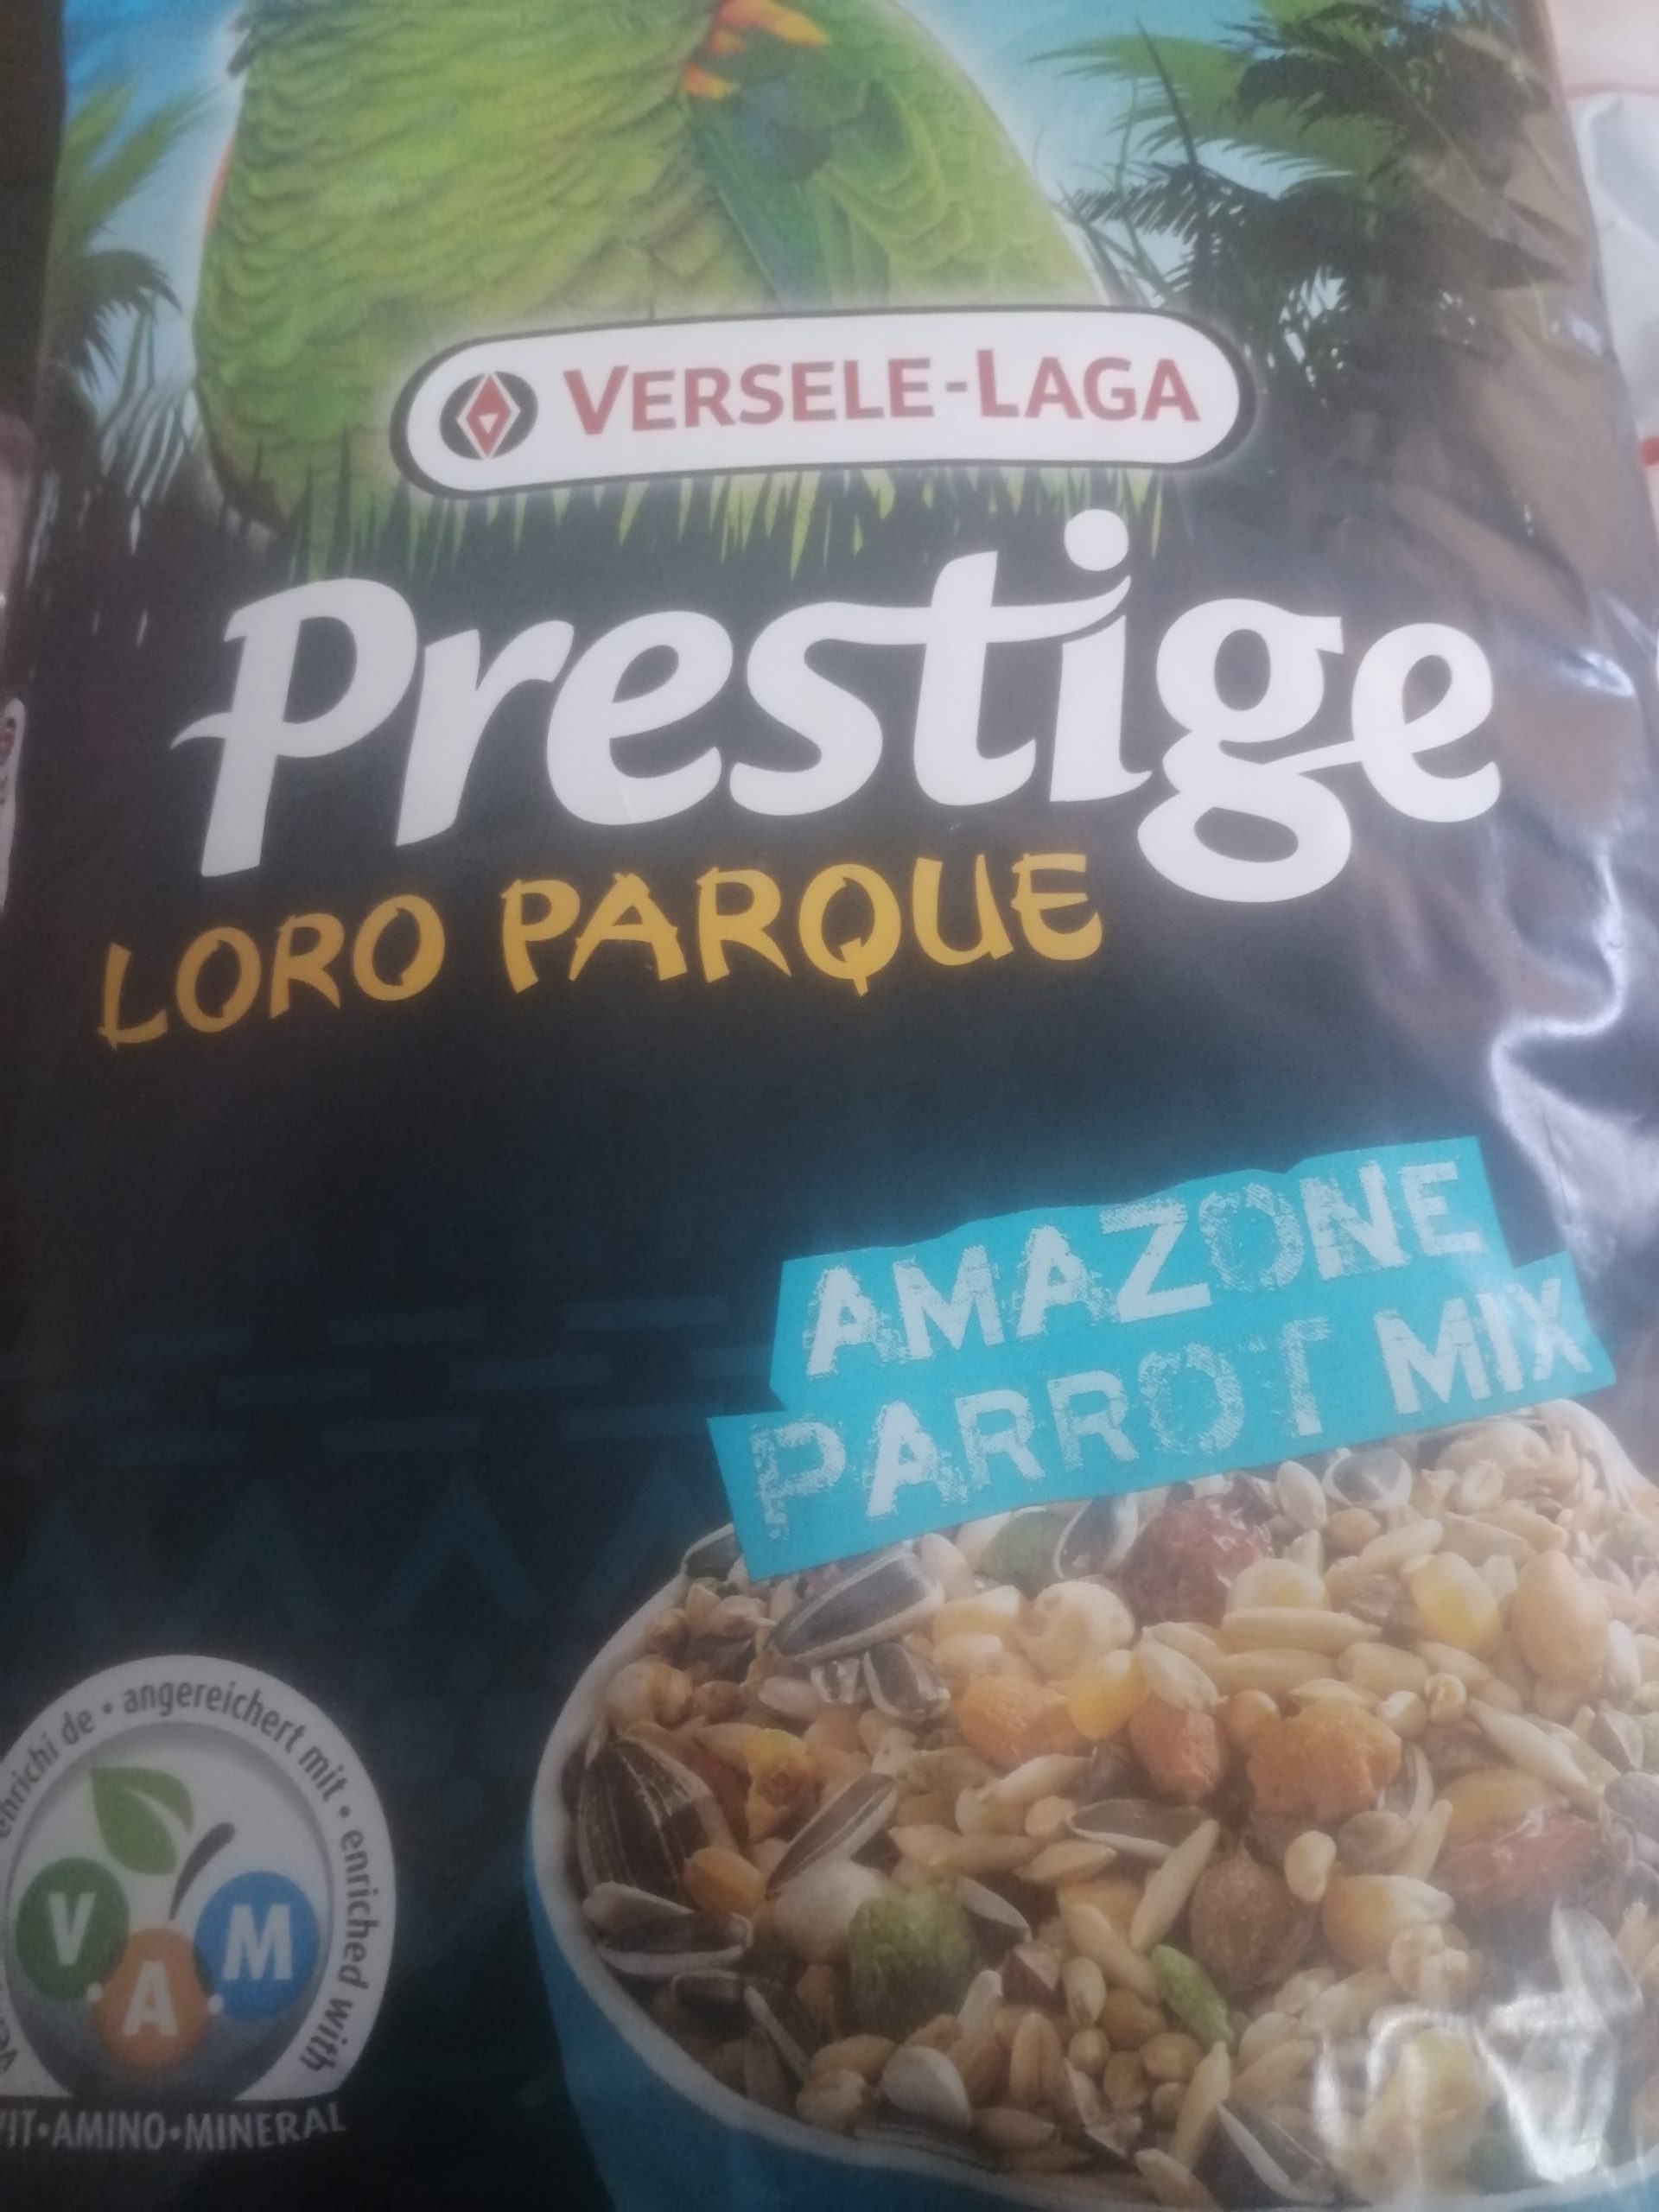 VERSELE-LAGA
Prestige
LORO PARQUE
AMAZONE
PARROT MIX
enrichi de • angereichert mit • enriched with
V.A.M
VIT•AMINO•MINERAL